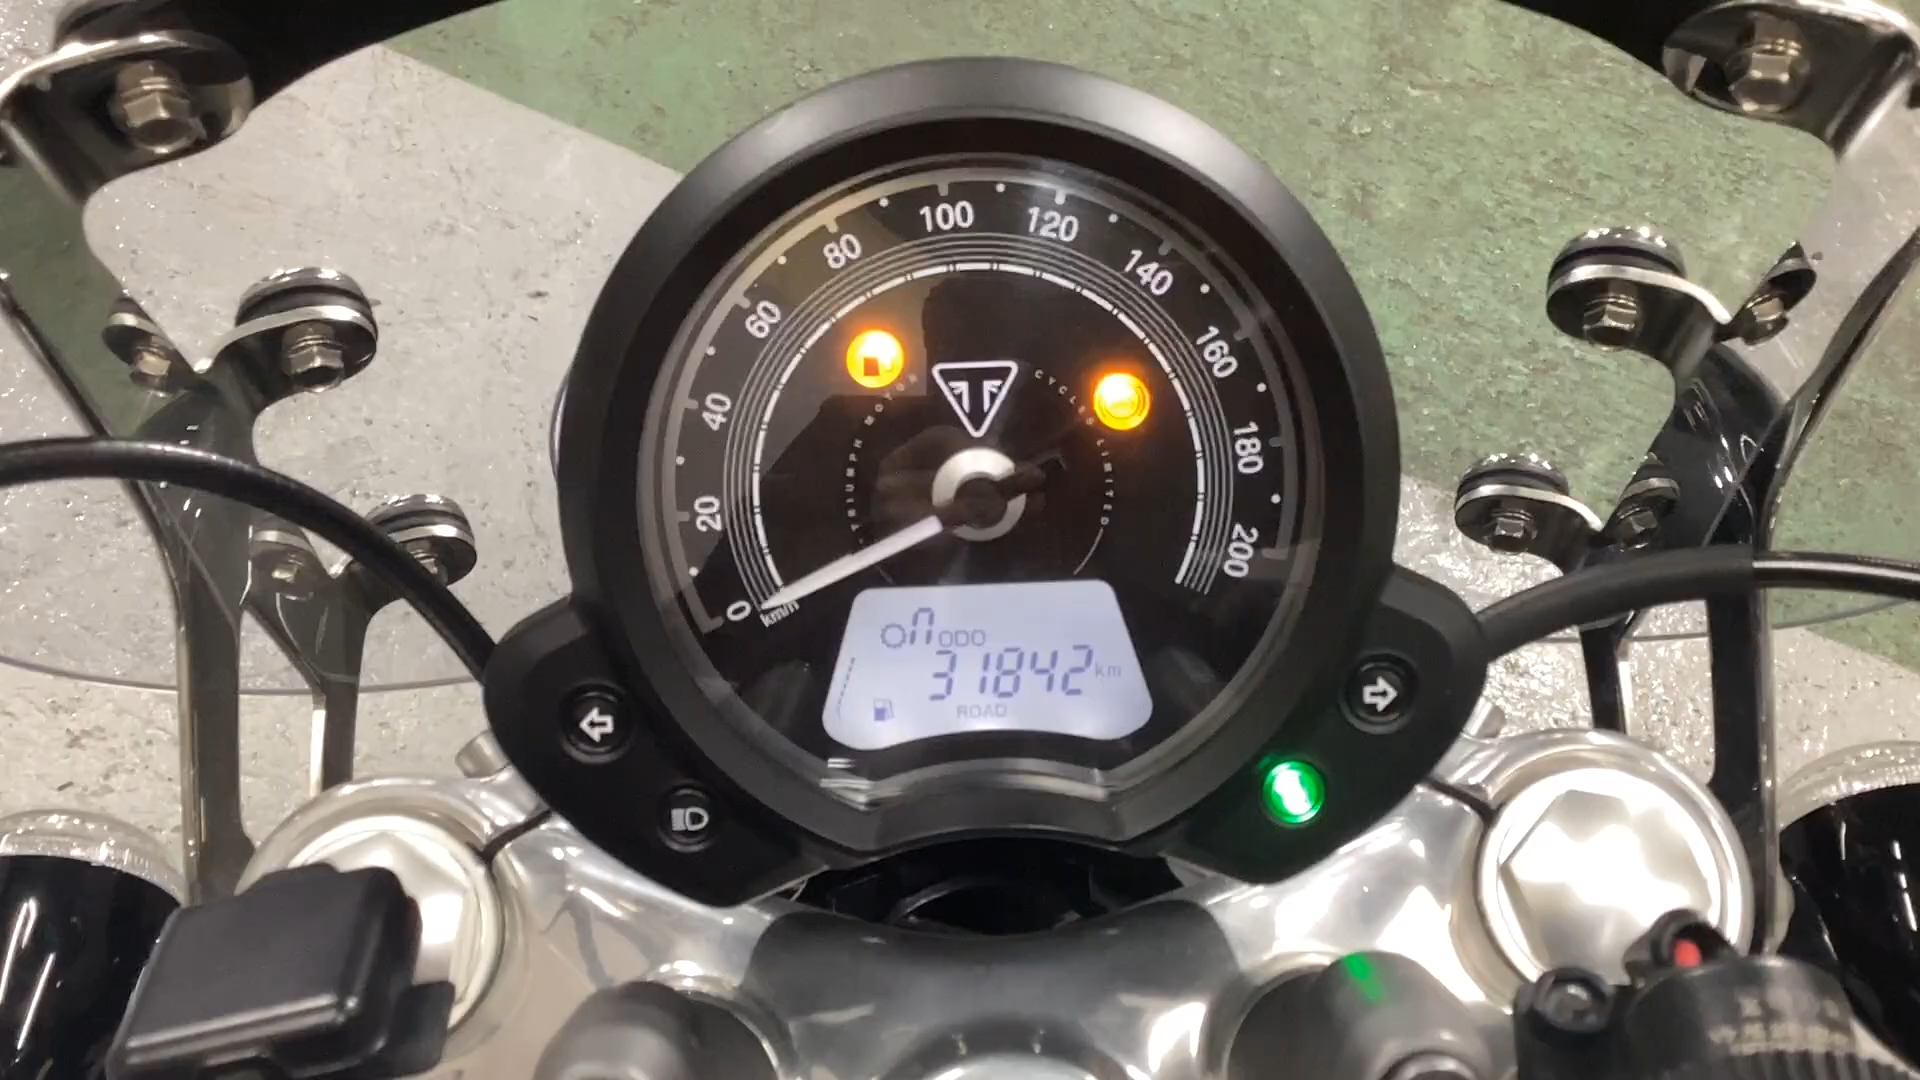 0
20
40
60
80
100
120
140
160
180
200
km/h
TRIUMPH MOTOR CYCLES LIMITED
n ODO
31842 km
ROAD